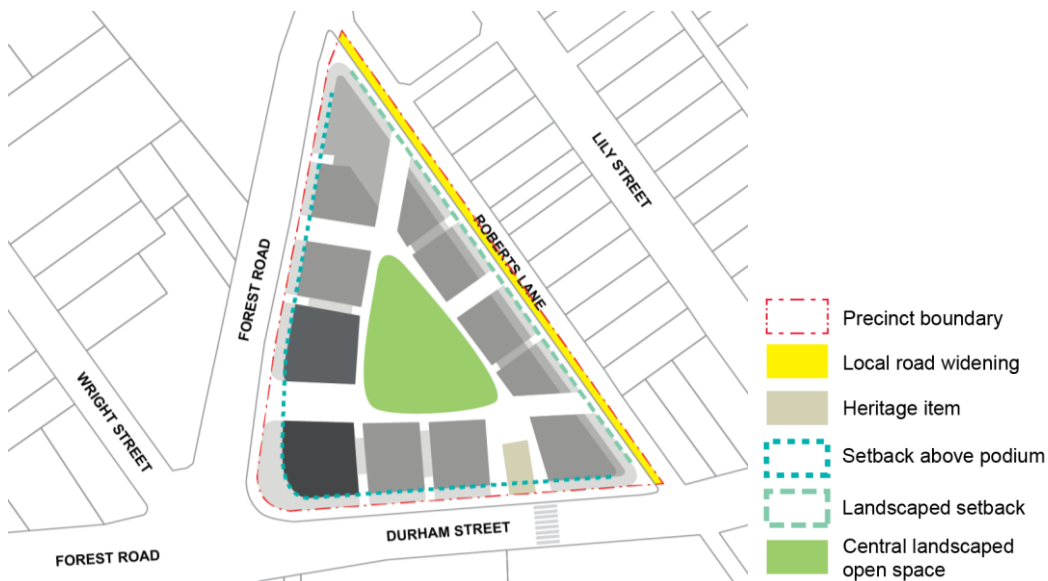 LILY STREET
ROBERTS LANE
FOREST ROAD
WRIGHT STREET
DURHAM STREET
FOREST ROAD
Precinct boundary
Local road widening
Heritage item
Setback above podium
Landscaped setback
Central landscaped
open space